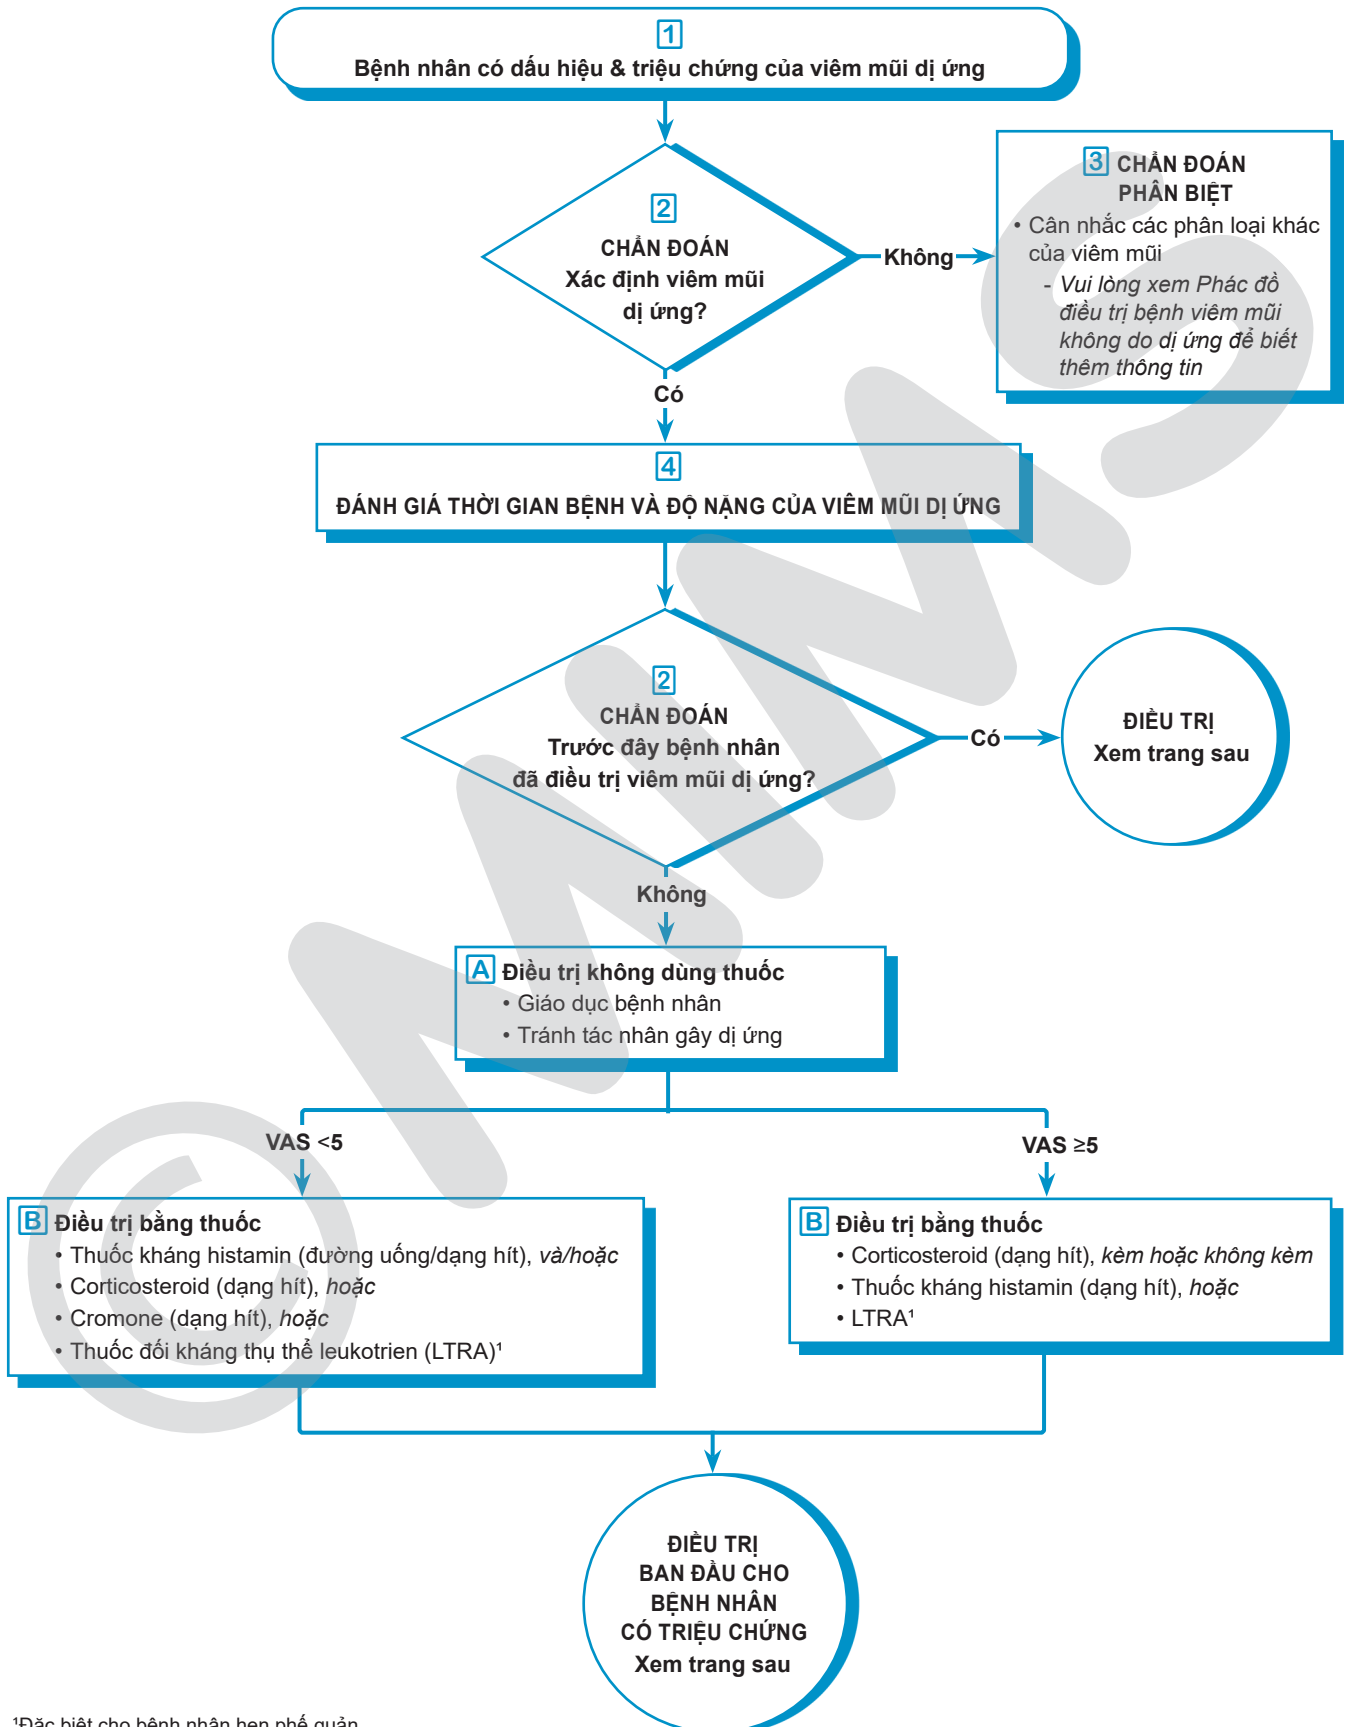 1
Bệnh nhân có dấu hiệu & triệu chứng của viêm mũi dị ứng
2
CHẨN ĐOÁN
Xác định viêm mũi
dị ứng?
Không
3 CHẨN ĐOÁN
PHÂN BIỆT
• Cân nhắc các phân loại khác
của viêm mũi
- Vui lòng xem Phác đồ
điều trị bệnh viêm mũi
không do dị ứng để biết
thêm thông tin
Có
4
ĐÁNH GIÁ THỜI GIAN BỆNH VÀ ĐỘ NẶNG CỦA VIÊM MŨI DỊ ỨNG
2
CHẨN ĐOÁN
Trước đây bệnh nhân
đã điều trị viêm mũi dị ứng?
Có
ĐIỀU TRỊ
Xem trang sau
Không
A Điều trị không dùng thuốc
• Giáo dục bệnh nhân
• Tránh tác nhân gây dị ứng
VAS <5
VAS ≥5
B Điều trị bằng thuốc
• Thuốc kháng histamin (đường uống/dạng hít), và/hoặc
• Corticosteroid (dạng hít), hoặc
• Cromone (dạng hít), hoặc
• Thuốc đối kháng thụ thể leukotrien (LTRA)¹
B Điều trị bằng thuốc
• Corticosteroid (dạng hít), kèm hoặc không kèm
• Thuốc kháng histamin (dạng hít), hoặc
• LTRA¹
ĐIỀU TRỊ
BAN ĐẦU CHO
BỆNH NHÂN
CÓ TRIỆU CHỨNG
Xem trang sau
¹Đặc biệt cho bệnh nhân hen phế quản
© MIMS